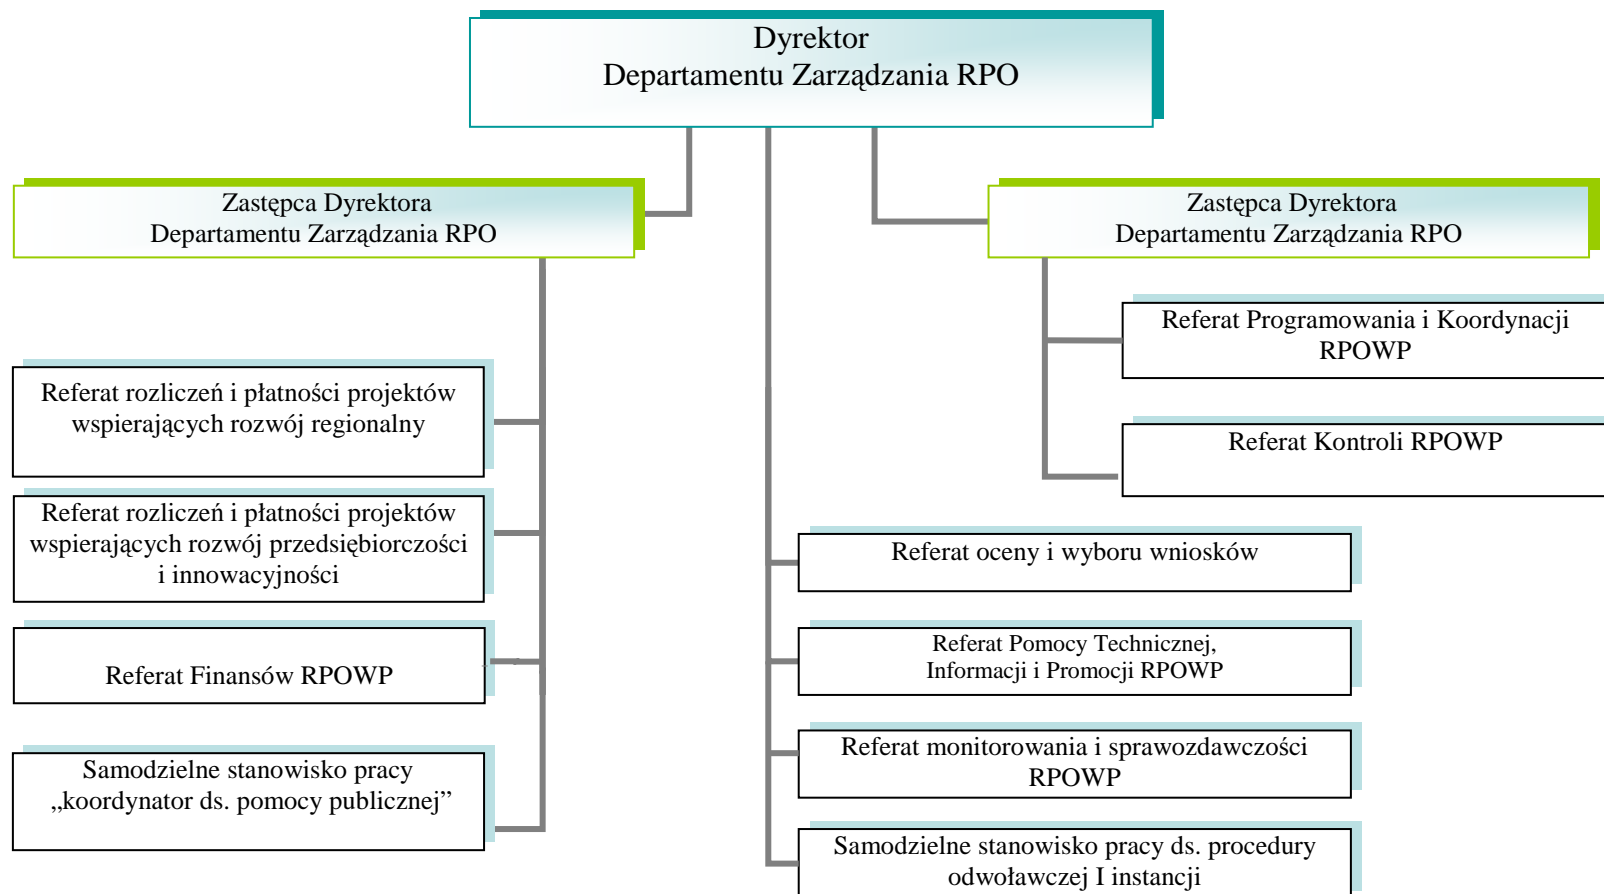 Dyrektor
Departamentu Zarządzania RPO
Zastępca Dyrektora
Departamentu Zarządzania RPO
Zastępca Dyrektora
Departamentu Zarządzania RPO
Referat rozliczeń i płatności projektów
wspierających rozwój regionalny
Referat rozliczeń i płatności projektów
wspierających rozwój przedsiębiorczości
i innowacyjności
Referat Finansów RPOWP
Samodzielne stanowisko pracy
„koordynator ds. pomocy publicznej”
Referat oceny i wyboru wniosków
Referat Pomocy Technicznej,
Informacji i Promocji RPOWP
Referat monitorowania i sprawozdawczości
RPOWP
Samodzielne stanowisko pracy ds. procedury
odwoławczej I instancji
Referat Programowania i Koordynacji
RPOWP
Referat Kontroli RPOWP